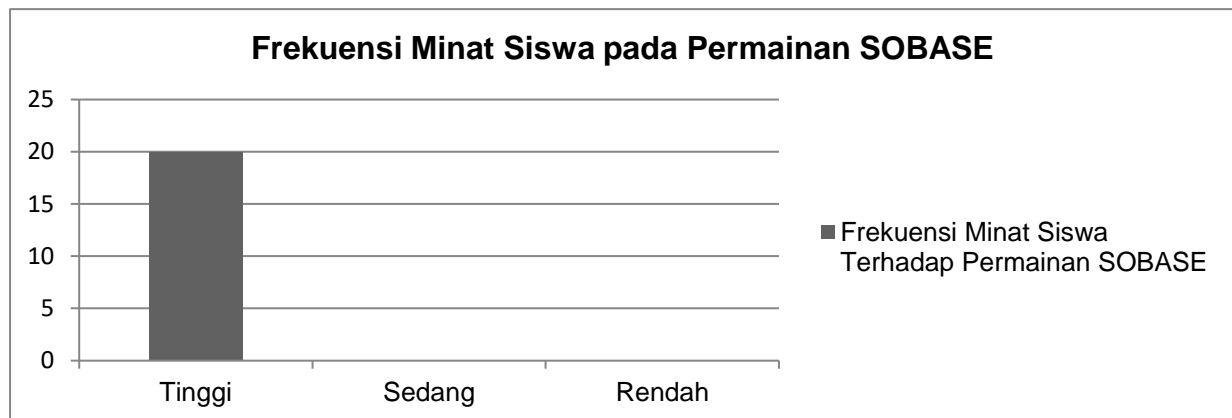 Frekuensi Minat Siswa pada Permainan SOBASE
25
20
15
10
5
0
Tinggi Sedang Rendah
Frekuensi Minat Siswa
Terhadap Permainan SOBASE